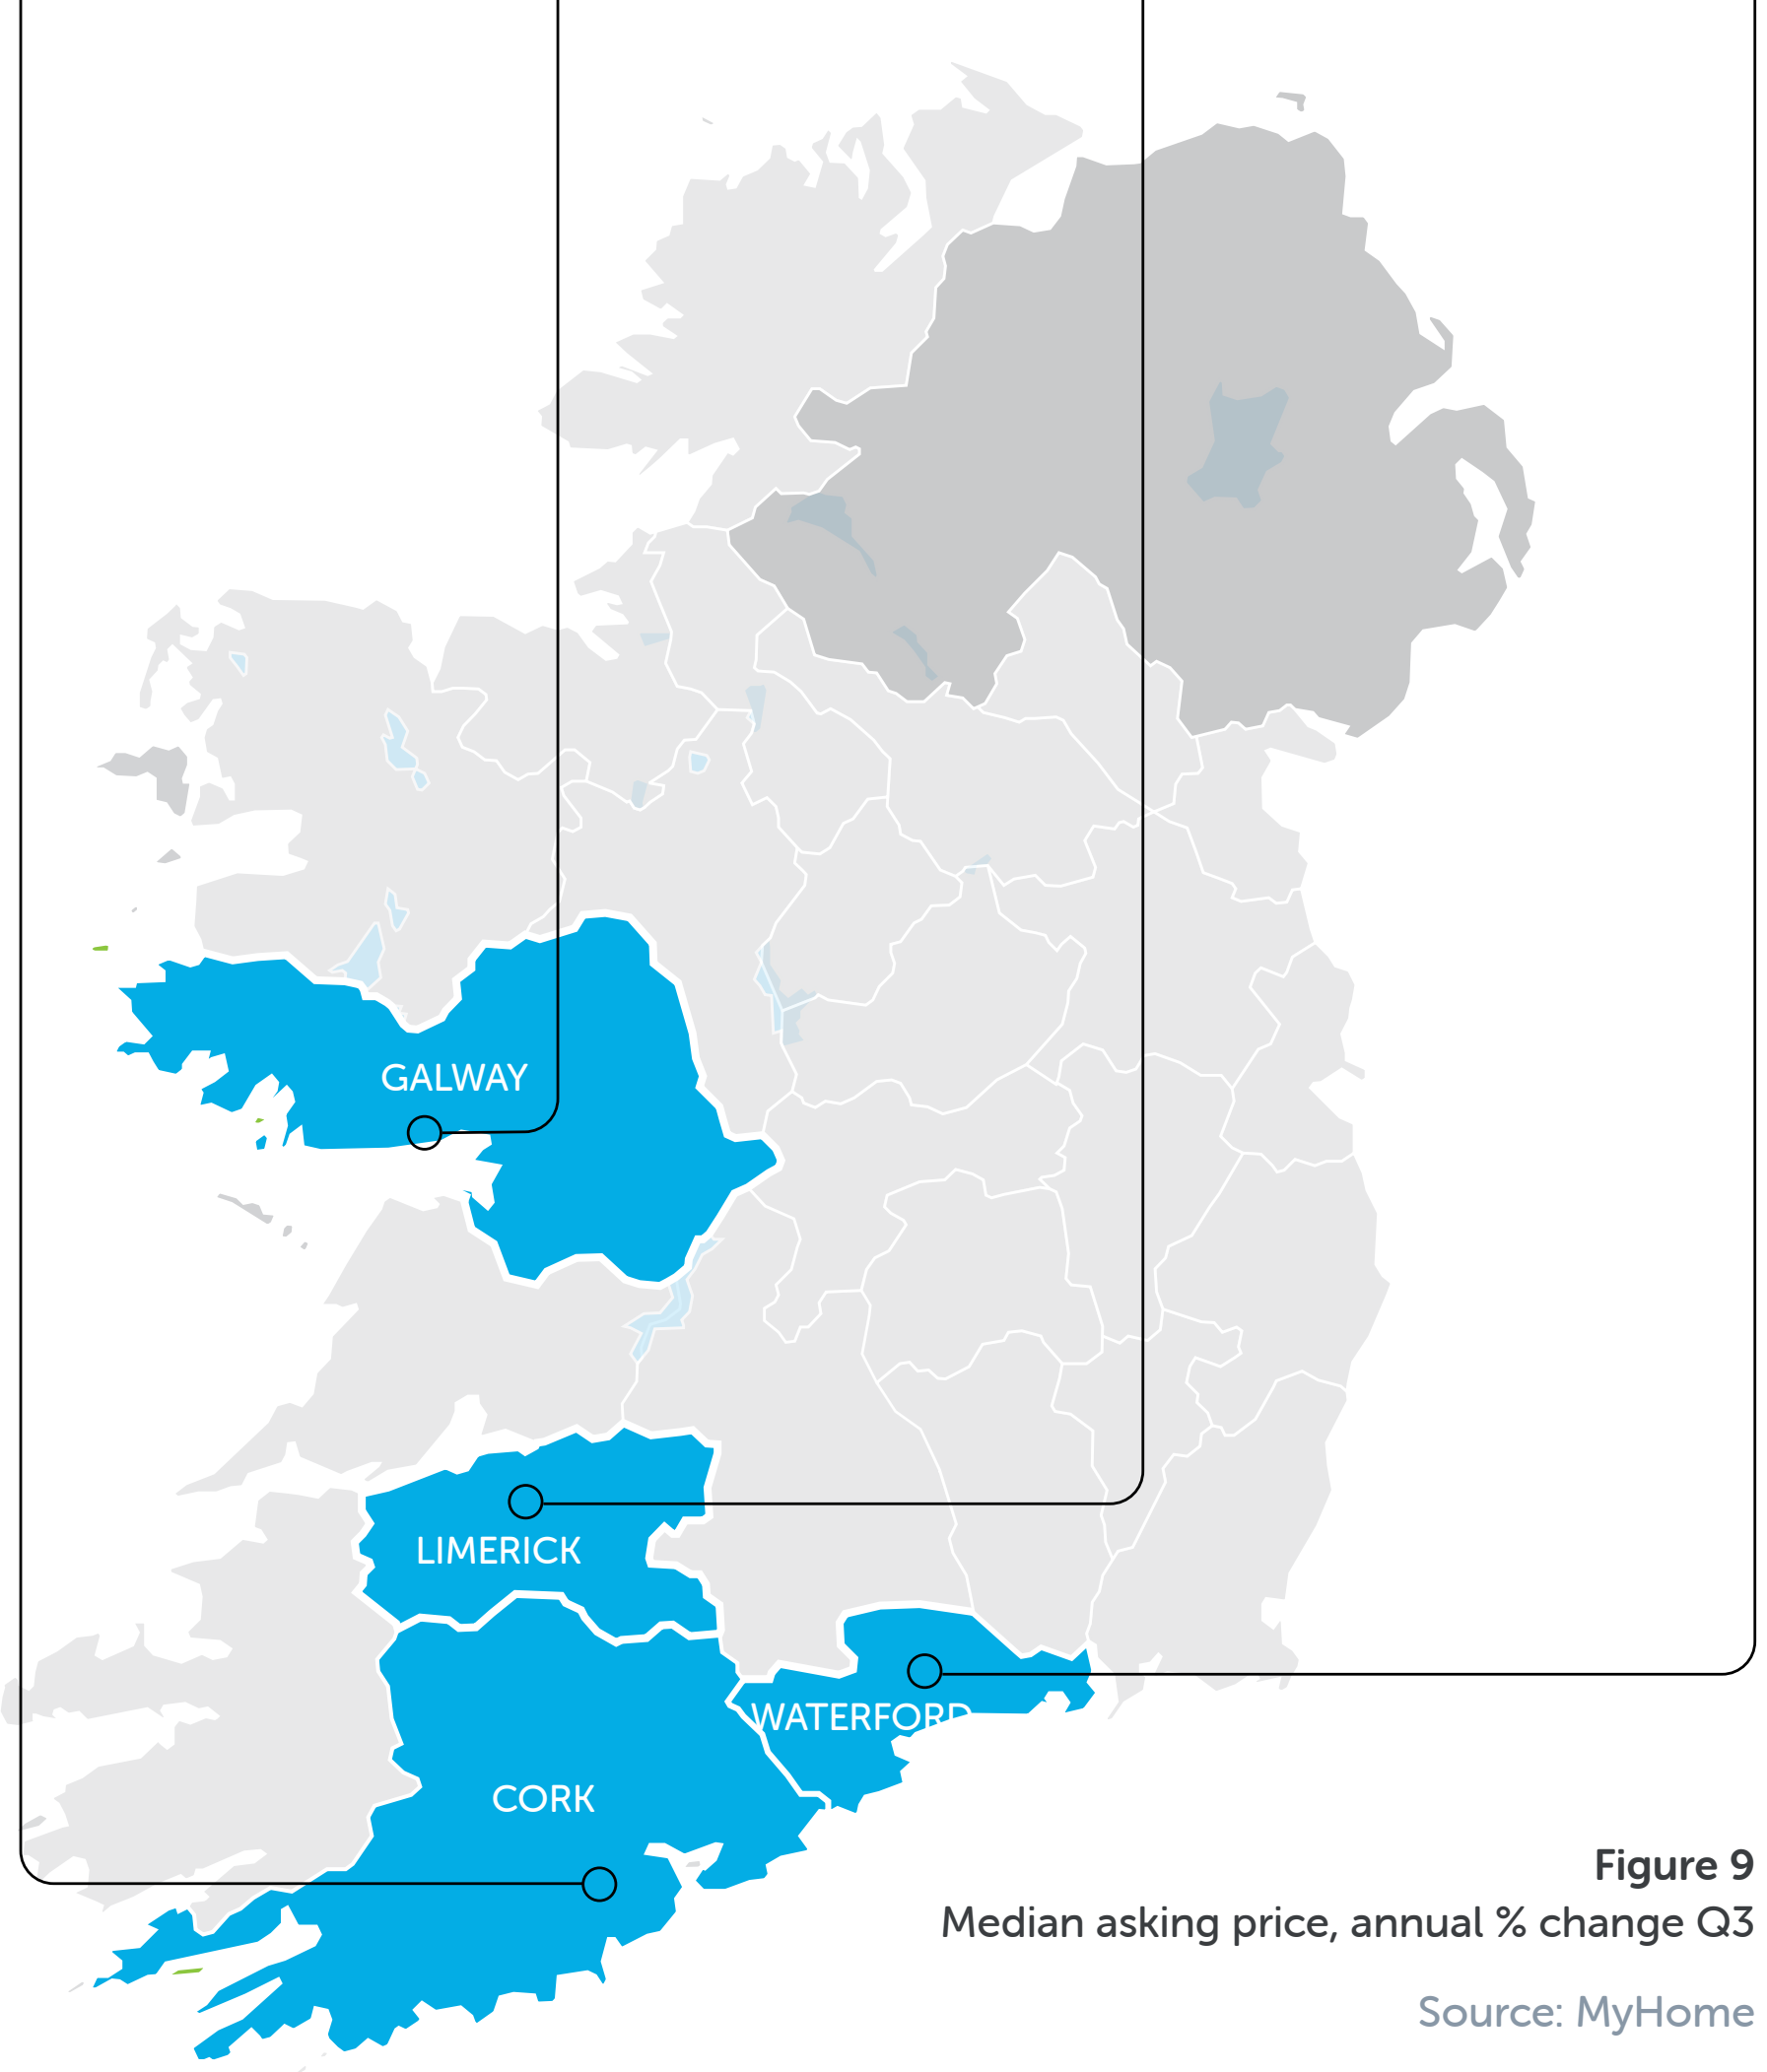 GALWAY
LIMERICK
WATERFORD
CORK
Figure 9
Median asking price, annual % change Q3
Source: MyHome